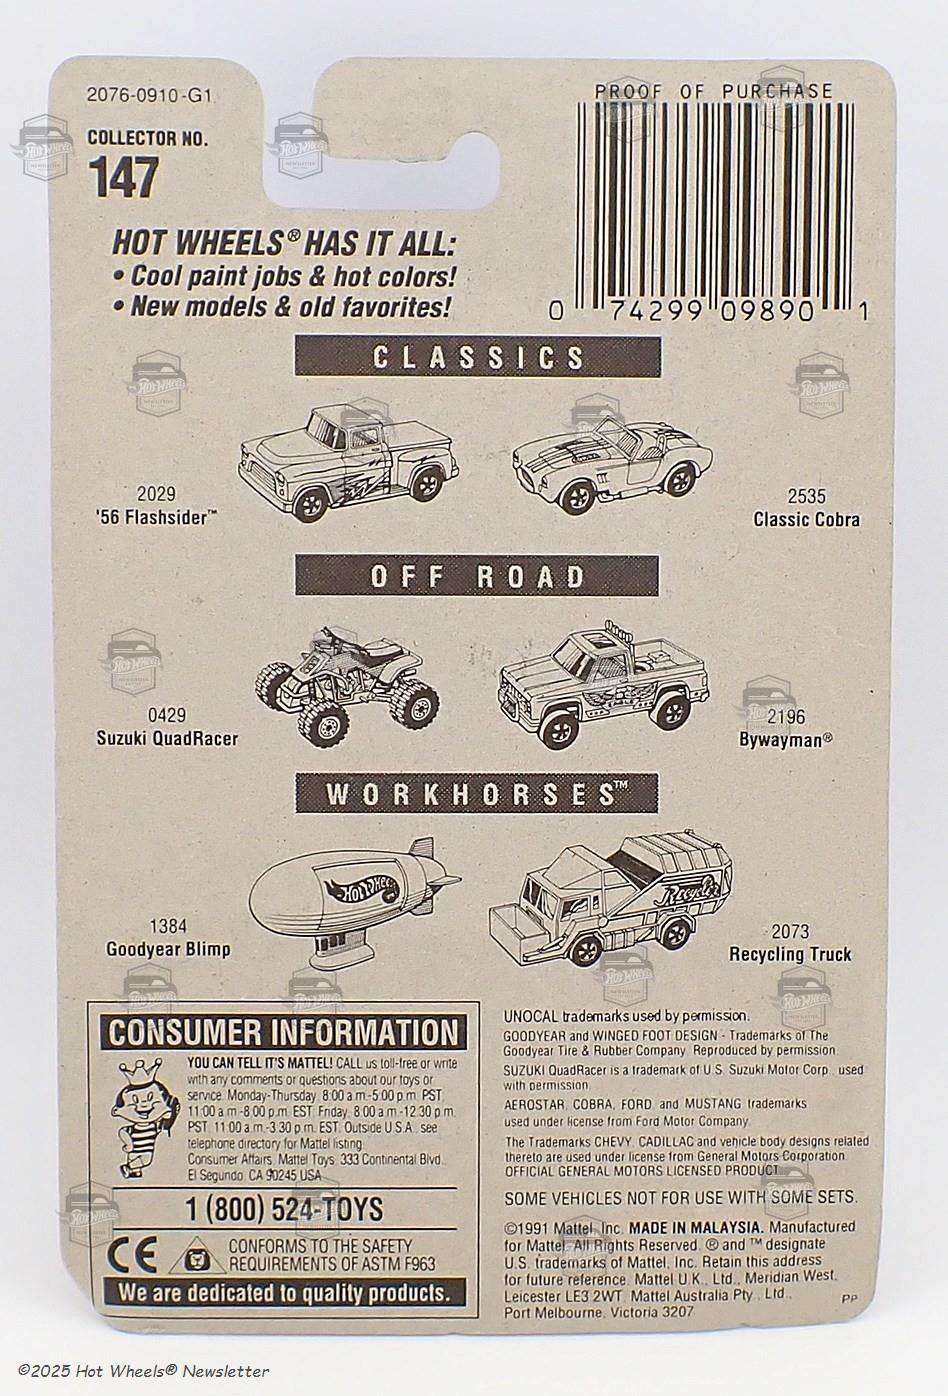 2076-0910-G1
COLLECTOR NO.
147
PROOF OF PURCHASE
0 74299 09890 1
HOT WHEELS® HAS IT ALL:
• Cool paint jobs & hot colors!
• New models & old favorites!
CLASSICS
2029
'56 Flashsider™
2535
Classic Cobra
OFF ROAD
0429
Suzuki QuadRacer
2196
Bywayman®
WORKHORSES™
HOT WHEELS
Recycler
1384
Goodyear Blimp
2073
Recycling Truck
CONSUMER INFORMATION
YOU CAN TELL IT'S MATTEL! CALL us toll-free or write
with any comments or questions about our toys or
service. Monday-Thursday, 8:00 a.m.-5:00 p.m. PST,
11:00 a.m.-8:00 p.m. EST. Friday, 8:00 a.m.-12:30 p.m.
PST, 11:00 a.m.-3:30 p.m. EST. Outside U.S.A., see
telephone directory for Mattel listing.
Consumer Affairs, Mattel Toys, 333 Continental Blvd.,
El Segundo, CA 90245 USA
1 (800) 524-TOYS
CE
CONFORMS TO THE SAFETY
REQUIREMENTS OF ASTM F963
We are dedicated to quality products.
UNOCAL trademarks used by permission.
GOODYEAR and WINGED FOOT DESIGN - Trademarks of The
Goodyear Tire & Rubber Company. Reproduced by permission.
SUZUKI QuadRacer is a trademark of U.S. Suzuki Motor Corp., used
with permission.
AEROSTAR, COBRA, FORD, and MUSTANG trademarks
used under license from Ford Motor Company.
The Trademarks CHEVY, CADILLAC and vehicle body designs related
thereto are used under license from General Motors Corporation.
OFFICIAL GENERAL MOTORS LICENSED PRODUCT.
SOME VEHICLES NOT FOR USE WITH SOME SETS.
©1991 Mattel, Inc. MADE IN MALAYSIA. Manufactured
for Mattel. All Rights Reserved. ® and ™ designate
U.S. trademarks of Mattel, Inc. Retain this address
for future reference. Mattel U.K., Ltd., Meridian West,
Leicester LE3 2WT. Mattel Australia Pty., Ltd.,
Port Melbourne, Victoria 3207.
PP
©2025 Hot Wheels® Newsletter